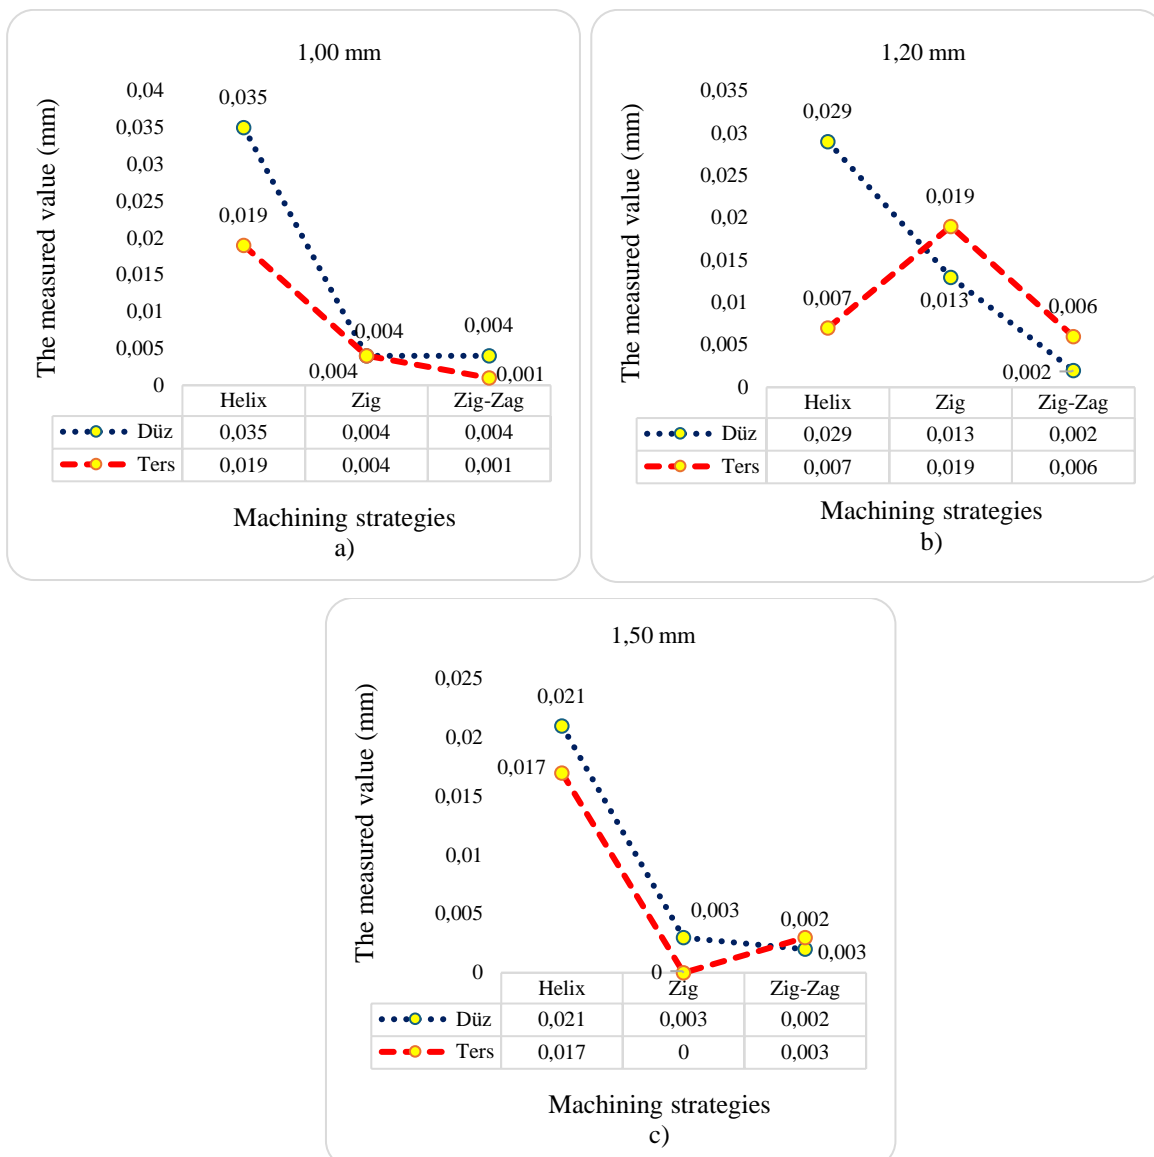 1,00 mm
The measured value (mm)
0,04
0,035
0,03
0,025
0,02
0,015
0,01
0,005
0
0,035
0,019
0,004
0,004
0,004
0,001
Helix Zig Zig-Zag
Düz 0,035 0,004 0,004
Ters 0,019 0,004 0,001
Machining strategies
a)
1,20 mm
The measured value (mm)
0,035
0,03
0,025
0,02
0,015
0,01
0,005
0
0,029
0,019
0,007
0,013
0,006
0,002
Helix Zig Zig-Zag
Düz 0,029 0,013 0,002
Ters 0,007 0,019 0,006
Machining strategies
b)
1,50 mm
The measured value (mm)
0,025
0,02
0,015
0,01
0,005
0
0,021
0,017
0,003
0,002
0,003
0
Helix Zig Zig-Zag
Düz 0,021 0,003 0,002
Ters 0,017 0 0,003
Machining strategies
c)